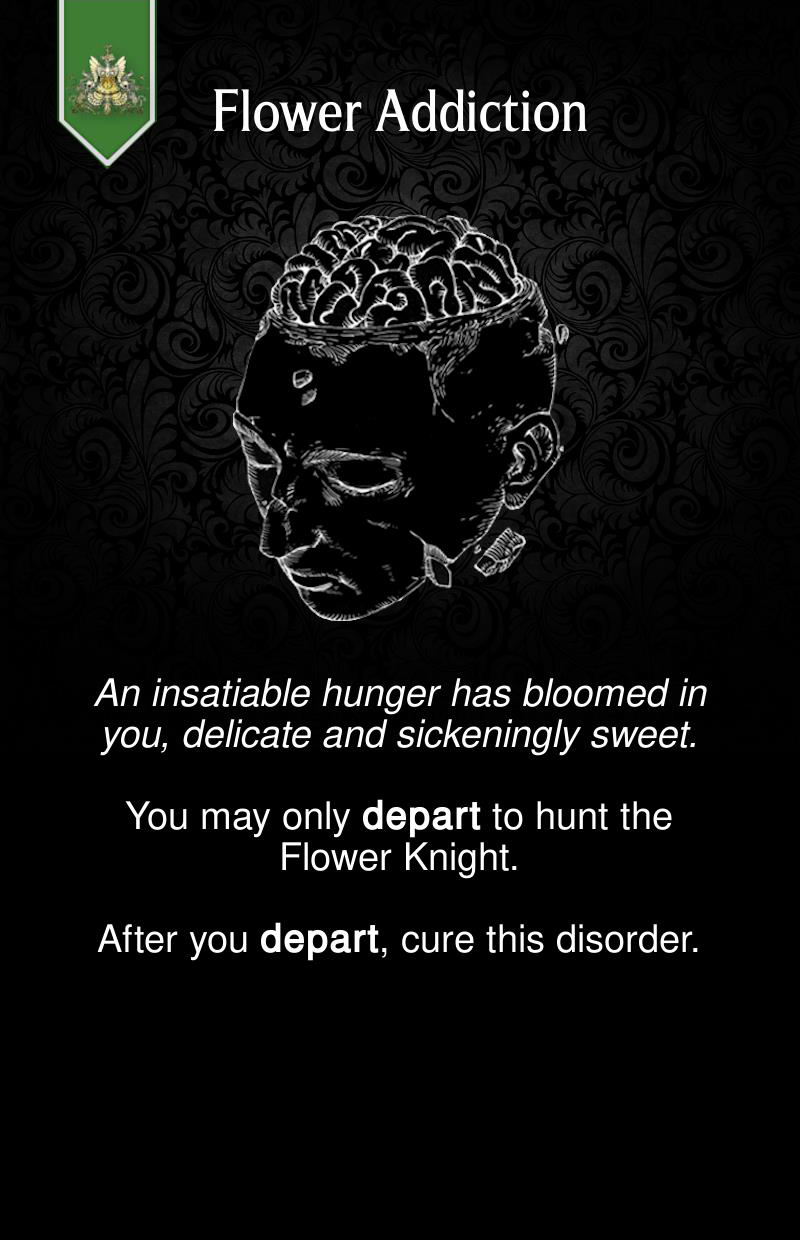 Flower Addiction
An insatiable hunger has bloomed in
you, delicate and sickeningly sweet.
You may only depart to hunt the
Flower Knight.
After you depart, cure this disorder.